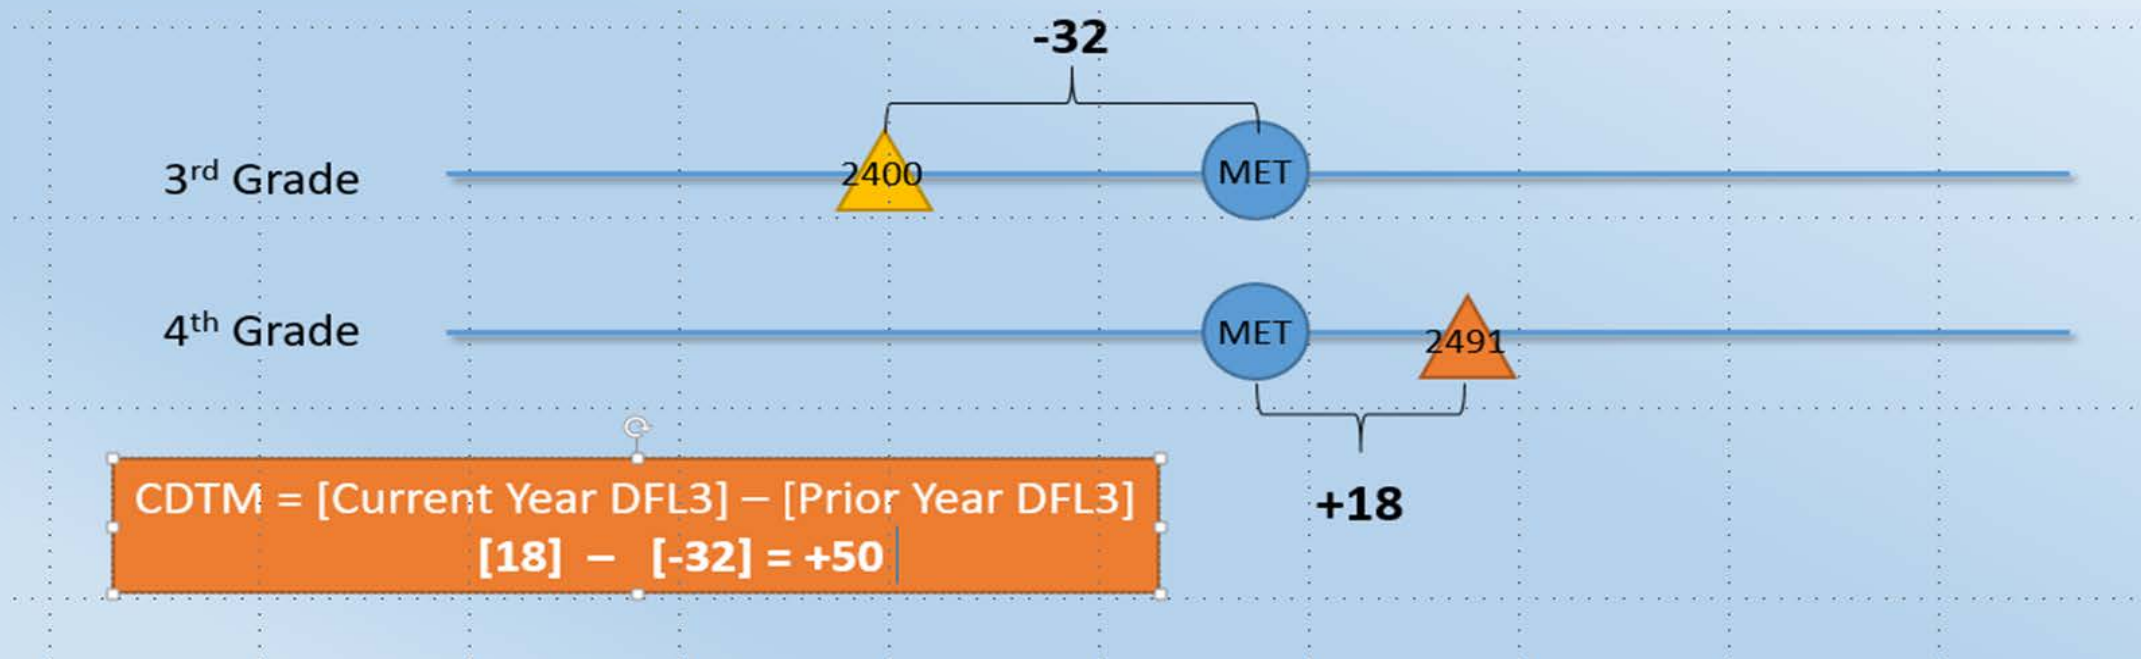 -32
3rd Grade
2400
MET
4th Grade
MET
2491
+18
CDTM = [Current Year DFL3] – [Prior Year DFL3]
[18] – [-32] = +50